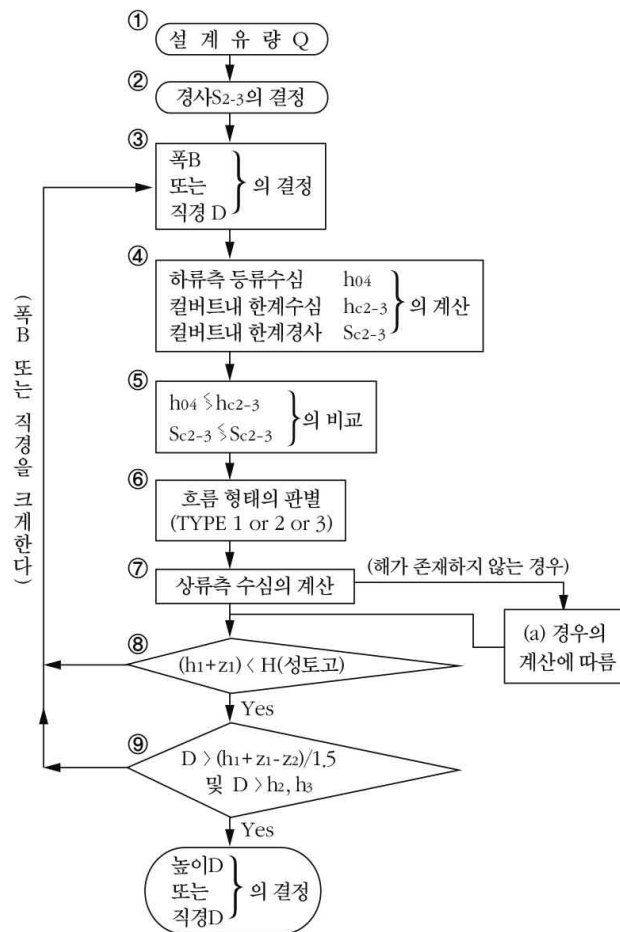 ①
설 계 유 량 Q
②
경사S2-3의 결정
③
폭B
또는
직경 D
의 결정
④
하류측 등류수심 h04
컬버트내 한계수심 hc2-3
컬버트내 한계경사 Sc2-3
의 계산
⑤
h04 ≶ hc2-3
Sc2-3 ≶ Sc2-3
의 비교
⑥
흐름 형태의 판별
(TYPE 1 or 2 or 3)
⑦
상류측 수심의 계산
(해가 존재하지 않는 경우)
(a) 경우의
계산에 따름
⑧
(h1+z1) < H(성토고)
Yes
⑨
D > (h1+z1-z2)/1.5
및 D > h2, h3
Yes
높이D
또는
직경D
의 결정
(폭B 또는 직경을 크게한다)